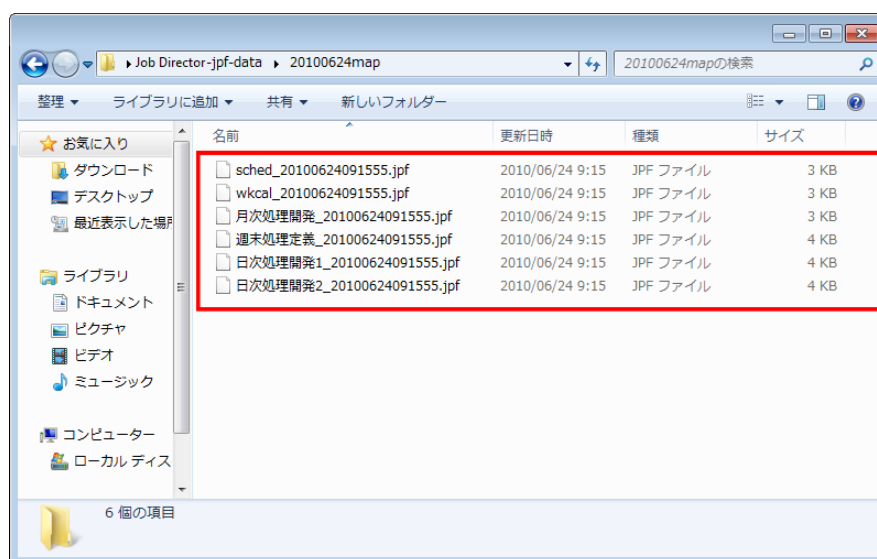 Job Director-jpf-data 20100624map 20100624mapの検索
整理 ライブラリに追加 共有 新しいフォルダー
お気に入り
ダウンロード
デスクトップ
最近表示した場所
ライブラリ
ドキュメント
ピクチャ
ビデオ
ミュージック
コンピューター
ローカル ディス
名前 更新日時 種類 サイズ
sched_20100624091555.jpf 2010/06/24 9:15 JPF ファイル 3 KB
wkcal_20100624091555.jpf 2010/06/24 9:15 JPF ファイル 3 KB
月次処理開発_20100624091555.jpf 2010/06/24 9:15 JPF ファイル 3 KB
週末処理定義_20100624091555.jpf 2010/06/24 9:15 JPF ファイル 4 KB
日次処理開発1_20100624091555.jpf 2010/06/24 9:15 JPF ファイル 4 KB
日次処理開発2_20100624091555.jpf 2010/06/24 9:15 JPF ファイル 4 KB
6 個の項目